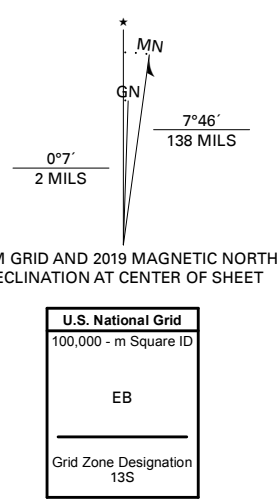 ★
MN
GN
7°46´
138 MILS
0°7´
2 MILS
M GRID AND 2019 MAGNETIC NORTH
ECLINATION AT CENTER OF SHEET
U.S. National Grid
100,000 - m Square ID
EB
Grid Zone Designation
13S